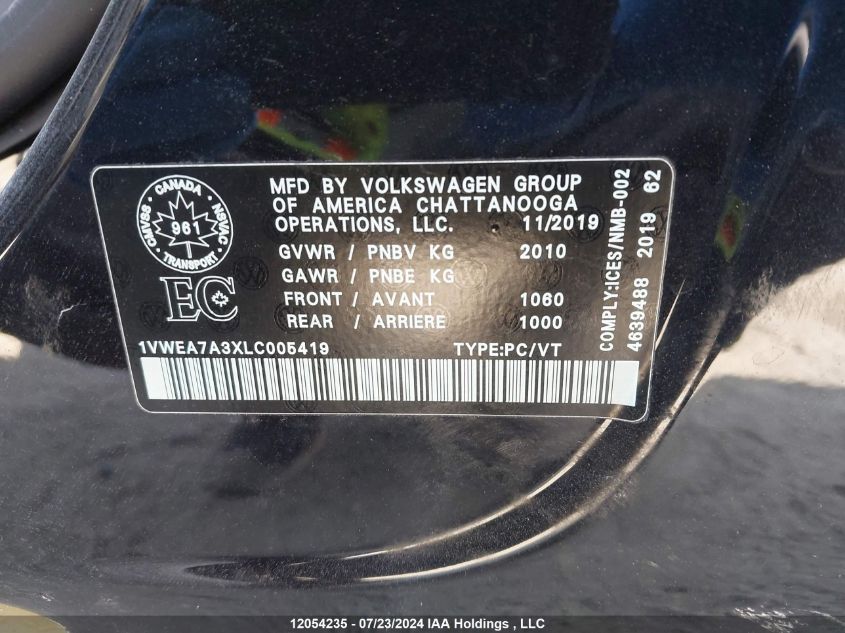 CANADA
CMVSS
NSVAC
961
TRANSPORT
EC
MFD BY VOLKSWAGEN GROUP
OF AMERICA CHATTANOOGA
OPERATIONS, LLC. 11/2019
GVWR / PNBV KG 2010
GAWR / PNBE KG
FRONT / AVANT 1060
REAR / ARRIERE 1000
1VWEA7A3XLC005419 TYPE:PC/VT
COMPLY:ICES/NMB-002
4639488 2019 62
12054235 - 07/23/2024 IAA Holdings , LLC